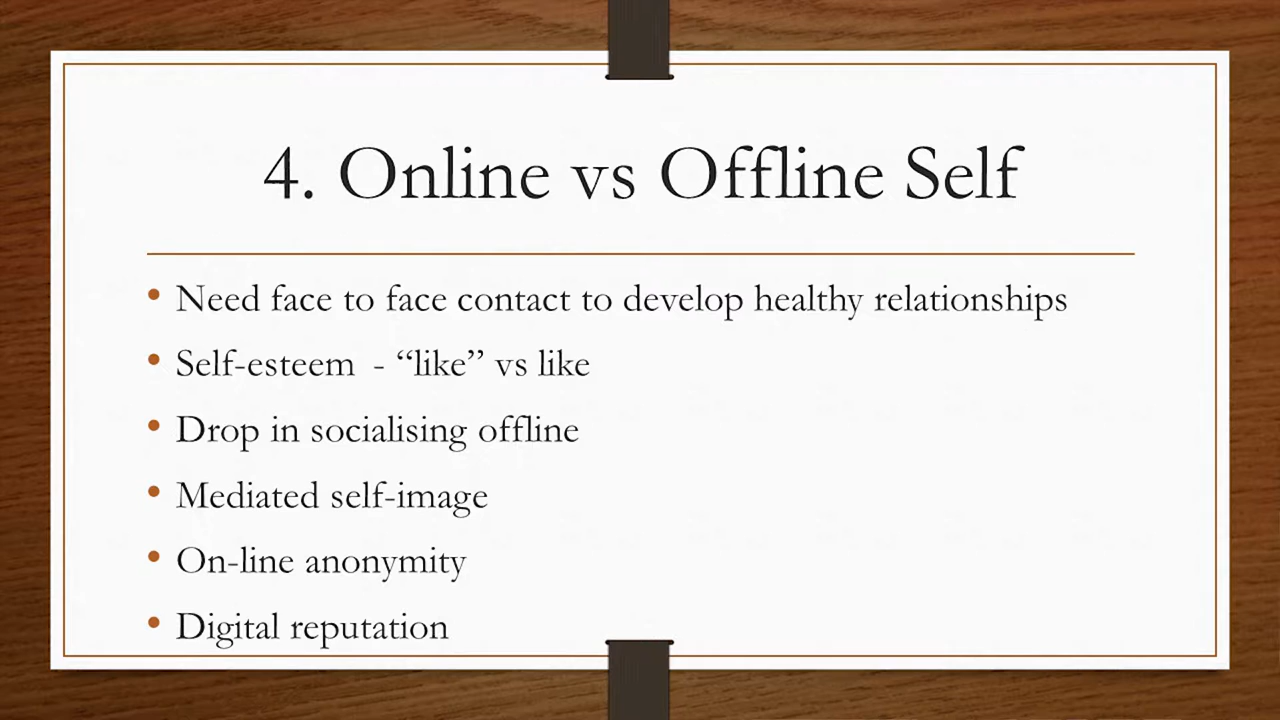 4. Online vs Offline Self
• Need face to face contact to develop healthy relationships
• Self-esteem - “like” vs like
• Drop in socialising offline
• Mediated self-image
• On-line anonymity
• Digital reputation